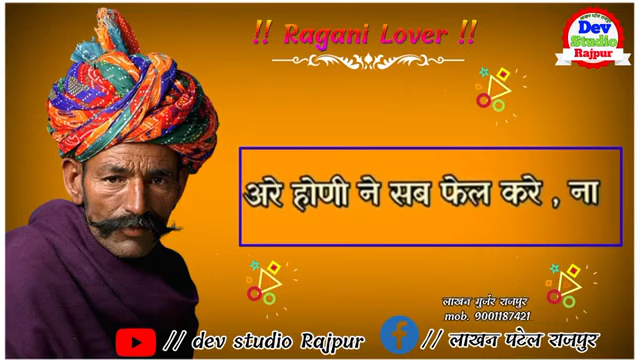 !! Ragani Lover !!
Dev
Studio
Rajpur
अरे होणी ने सब फेल करे , ना
लाखन गुर्जर राजपुर
mob. 9001187421
// dev studio Rajpur
// लाखन पटेल राजपुर